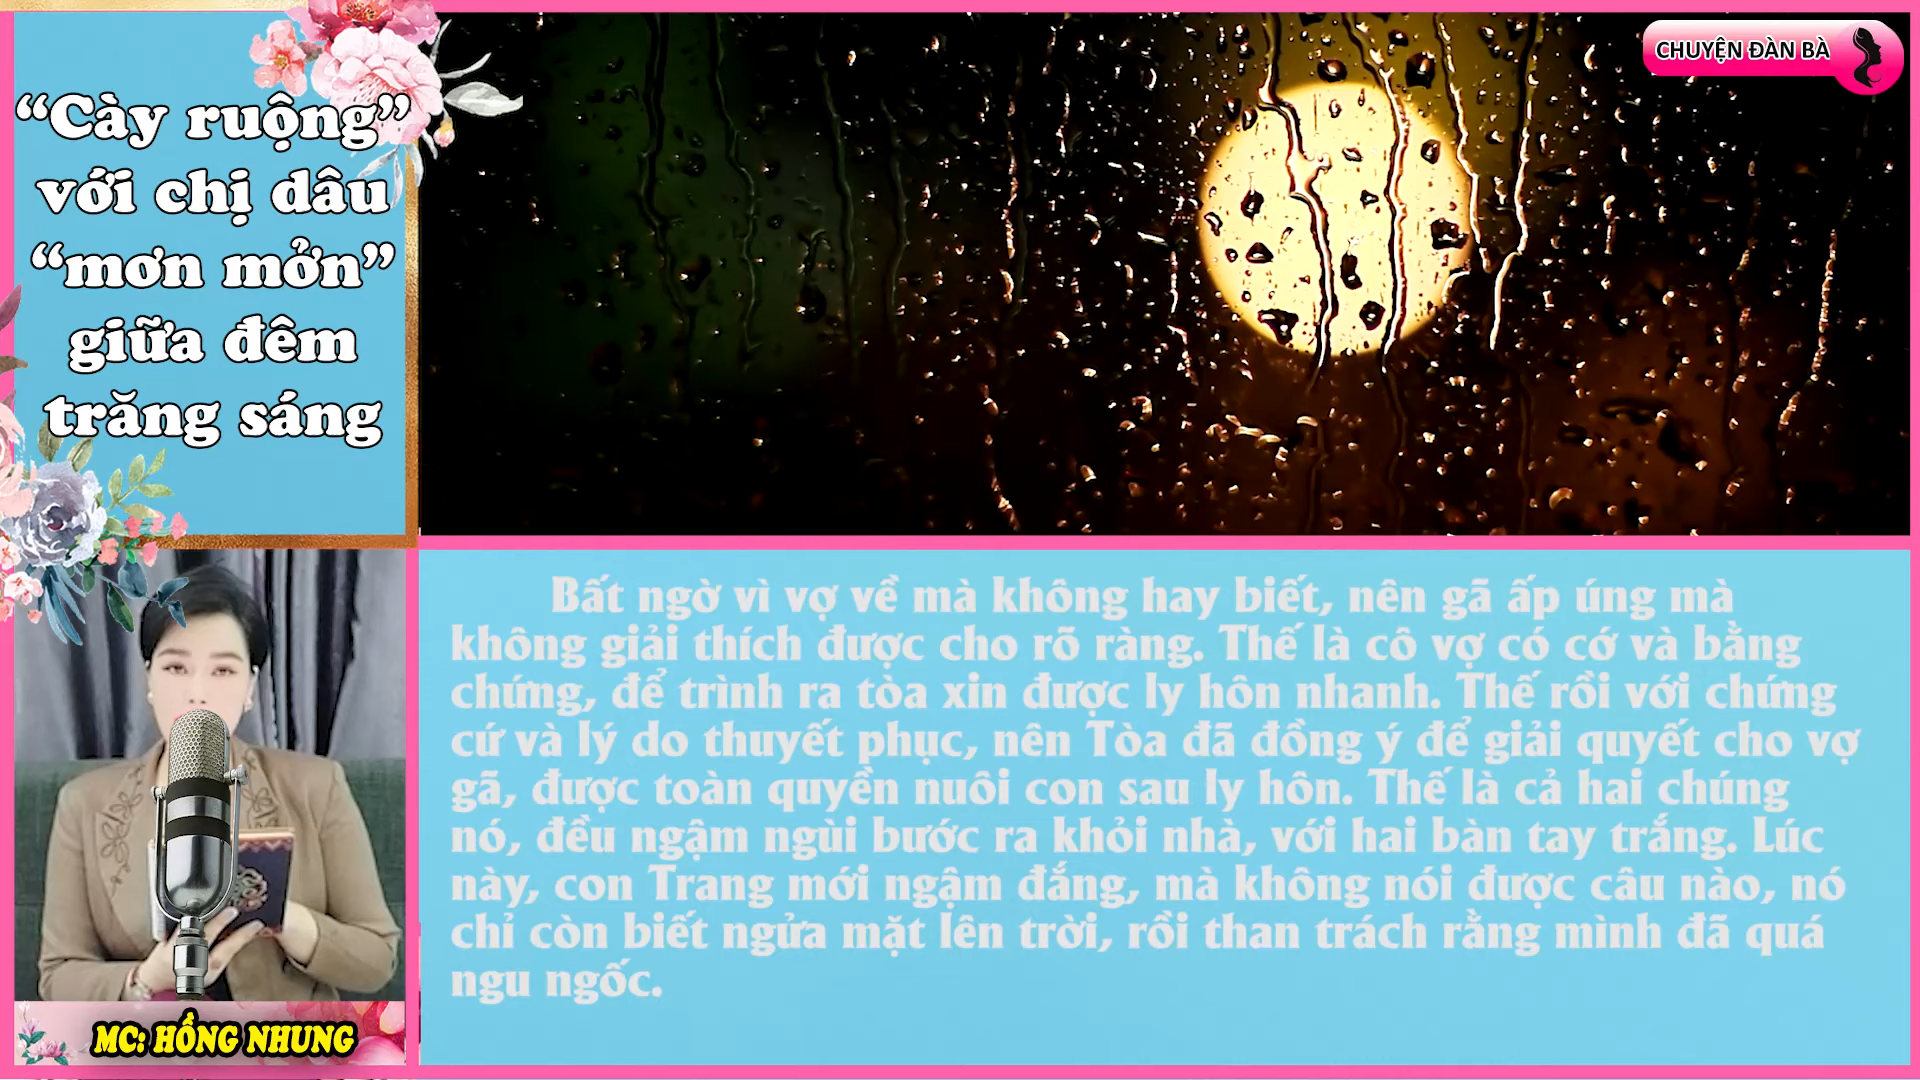 “Cày ruộng”
với chị dâu
“mơn mởn”
giữa đêm
trăng sáng
CHUYỆN ĐÀN BÀ
Bất ngờ vì vợ về mà không hay biết, nên gã ấp úng mà
không giải thích được cho rõ ràng. Thế là cô vợ có cớ và bằng
chứng, để trình ra tòa xin được ly hôn nhanh. Thế rồi với chứng
cứ và lý do thuyết phục, nên Tòa đã đồng ý để giải quyết cho vợ
gã, được toàn quyền nuôi con sau ly hôn. Thế là cả hai chúng
nó, đều ngậm ngùi bước ra khỏi nhà, với hai bàn tay trắng. Lúc
này, con Trang mới ngậm đắng, mà không nói được câu nào, nó
chỉ còn biết ngửa mặt lên trời, rồi than trách rằng mình đã quá
ngu ngốc.
MC: HỒNG NHUNG